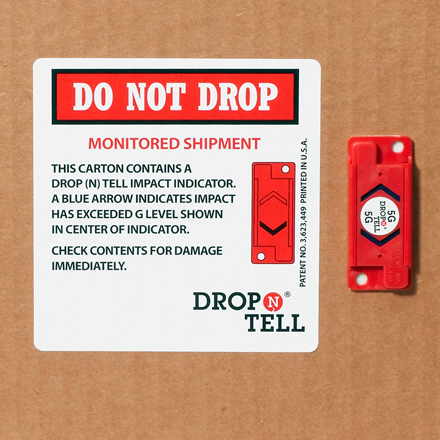 DO NOT DROP
MONITORED SHIPMENT
THIS CARTON CONTAINS A
DROP (N) TELL IMPACT INDICATOR.
A BLUE ARROW INDICATES IMPACT
HAS EXCEEDED G LEVEL SHOWN
IN CENTER OF INDICATOR.
CHECK CONTENTS FOR DAMAGE
IMMEDIATELY.
PATENT NO. 3,623,449 PRINTED IN U.S.A.
DROP N ®
TELL
5G
DROP N
TELL
5G